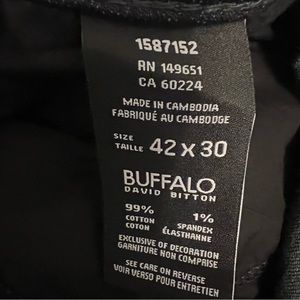 1587152
RN 149651
CA 60224
MADE IN CAMBODIA
FABRIQUÉ AU CAMBODGE
SIZE
TAILLE 42 x 30
BUFFALO
DAVID BITTON
99% 1%
COTTON SPANDEX
COTON ÉLASTHANNE
EXCLUSIVE OF DECORATION
GARNITURE NON COMPRISE
SEE CARE ON REVERSE
VOIR VERSO POUR ENTRETIEN